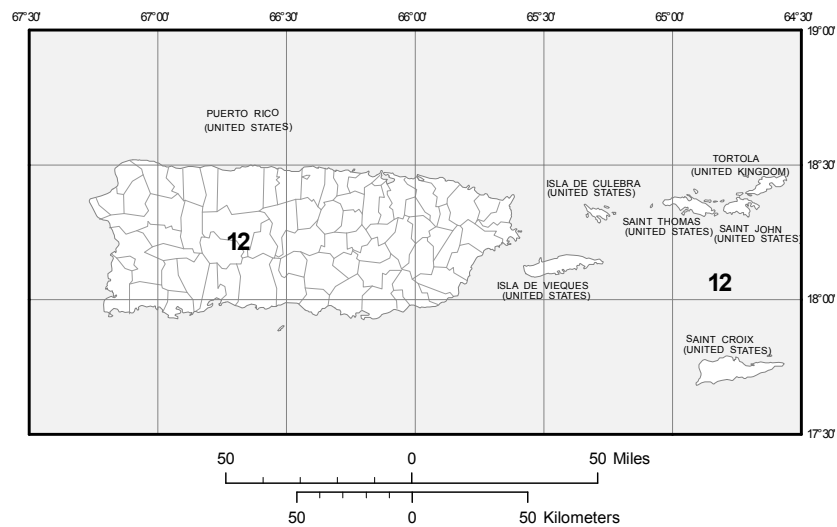 67°30'
67°00'
66°30'
66°00'
65°30'
65°00'
64°30'
19°00'
PUERTO RICO
(UNITED STATES)
18°30'
TORTOLA
(UNITED KINGDOM)
ISLA DE CULEBRA
(UNITED STATES)
SAINT THOMAS
(UNITED STATES)
SAINT JOHN
(UNITED STATES)
12
12
ISLA DE VIEQUES
(UNITED STATES)
18°00'
SAINT CROIX
(UNITED STATES)
17°30'
50 0 50 Miles
50 0 50 Kilometers